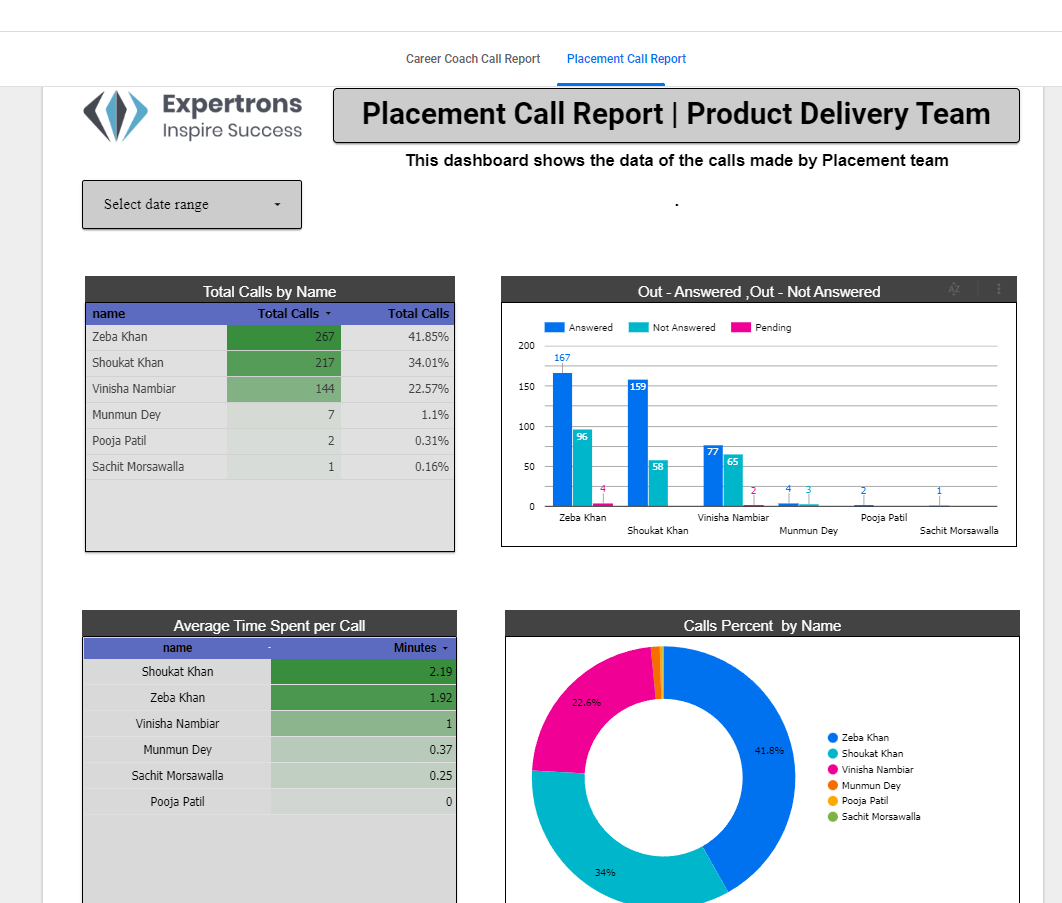 Career Coach Call Report Placement Call Report
Expertrons
Inspire Success
Placement Call Report | Product Delivery Team
This dashboard shows the data of the calls made by Placement team
Select date range
.
Total Calls by Name
name Total Calls Total Calls
Zeba Khan 267 41.85%
Shoukat Khan 217 34.01%
Vinisha Nambiar 144 22.57%
Munmun Dey 7 1.1%
Pooja Patil 2 0.31%
Sachit Morsawalla 1 0.16%
Out - Answered ,Out - Not Answered
Answered Not Answered Pending
200
150
100
50
0
167 96 4
159 58
77 65 2
4 3
2
1
Zeba Khan Vinisha Nambiar Pooja Patil
Shoukat Khan Munmun Dey Sachit Morsawalla
Average Time Spent per Call
name - Minutes
Shoukat Khan 2.19
Zeba Khan 1.92
Vinisha Nambiar 1
Munmun Dey 0.37
Sachit Morsawalla 0.25
Pooja Patil 0
Calls Percent by Name
22.6%
41.8%
34%
Zeba Khan
Shoukat Khan
Vinisha Nambiar
Munmun Dey
Pooja Patil
Sachit Morsawalla